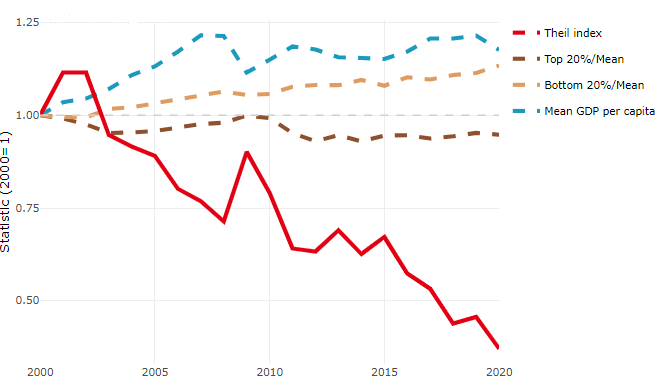 1.25
1.00
0.75
0.50
Statistic (2000=1)
2000
2005
2010
2015
2020
Theil index
Top 20%/Mean
Bottom 20%/Mean
Mean GDP per capita